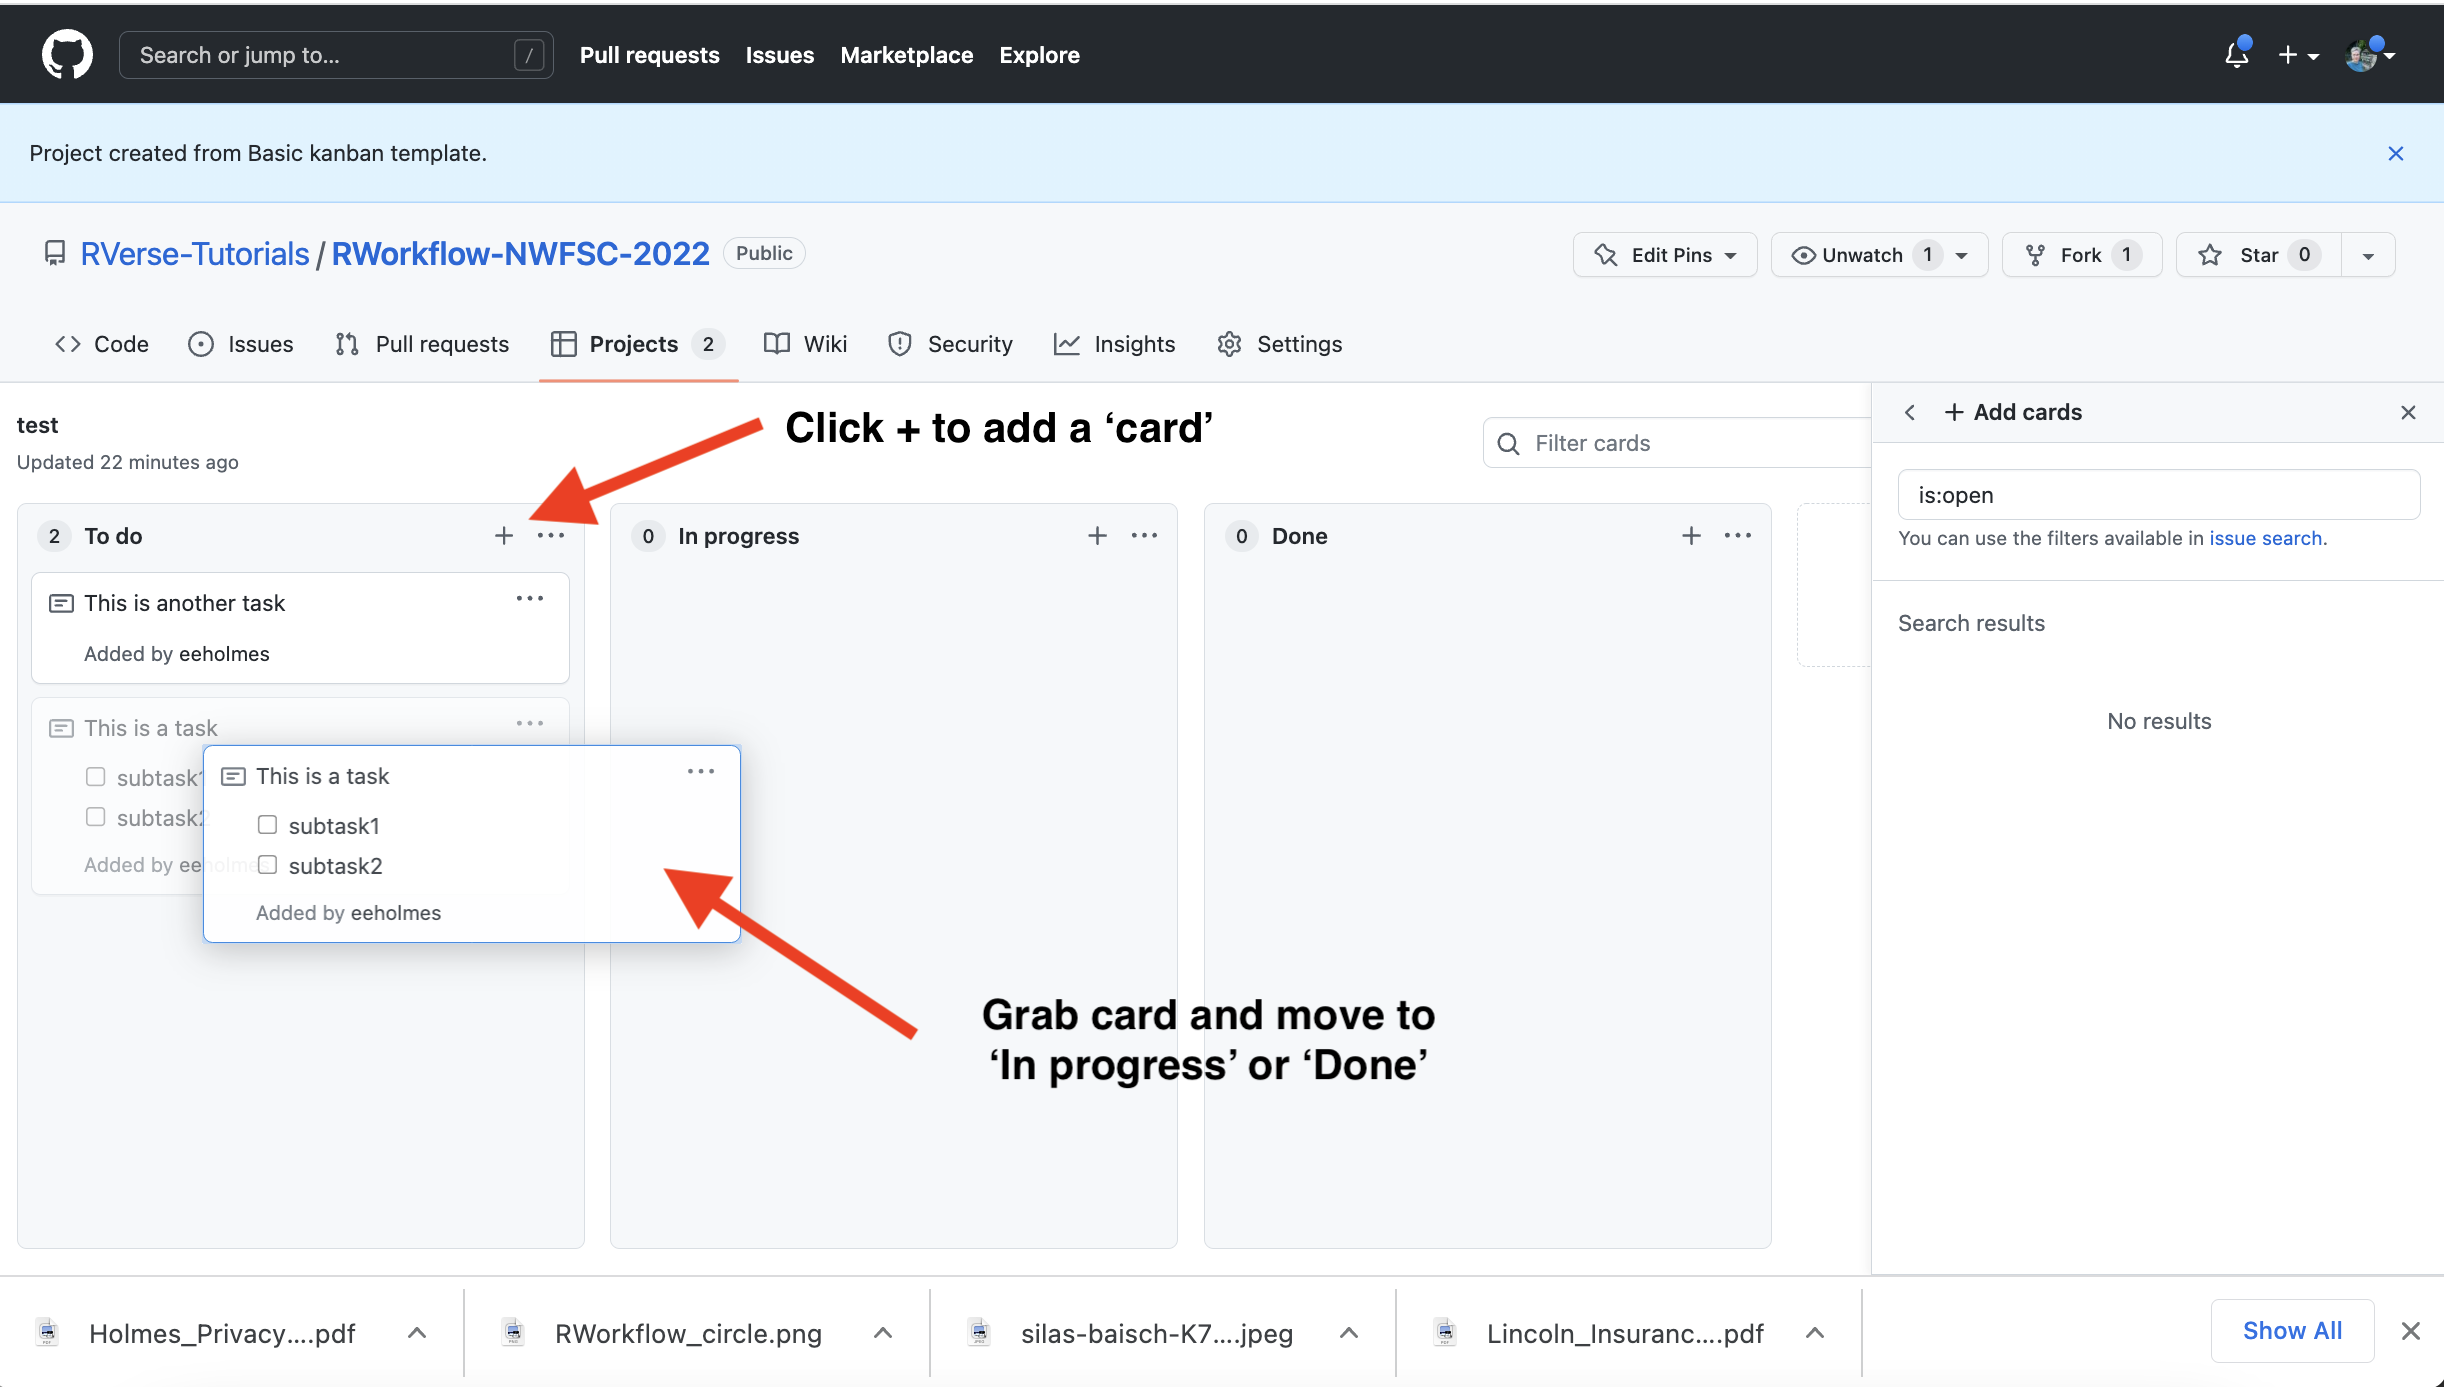 Search or jump to... /
Pull requests Issues Marketplace Explore
Project created from Basic kanban template.
RVerse-Tutorials / RWorkflow-NWFSC-2022 Public
Edit Pins Unwatch 1 Fork 1 Star 0
Code Issues Pull requests Projects 2 Wiki Security Insights Settings
test
Updated 22 minutes ago
Click + to add a ‘card’
Filter cards
2 To do
This is another task
Added by eeholmes
This is a task
subtask1
subtask2
Added by eeholmes
This is a task
subtask1
subtask2
Added by eeholmes
0 In progress
0 Done
Grab card and move to
‘In progress’ or ‘Done’
+ Add cards
is:open
You can use the filters available in issue search.
Search results
No results
Holmes_Privacy....pdf
RWorkflow_circle.png
silas-baisch-K7....jpeg
Lincoln_Insuranc....pdf
Show All